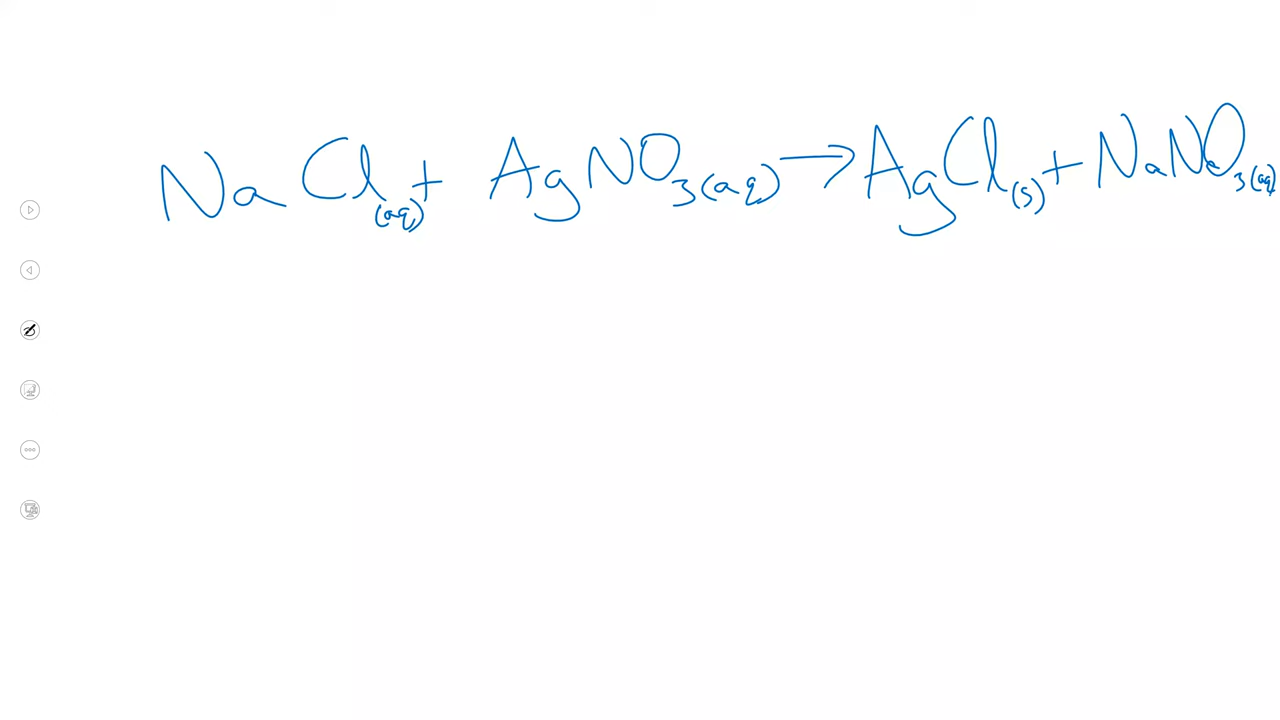 NaCl(aq) + AgNO3(aq) → AgCl(s) + NaNO3(aq)